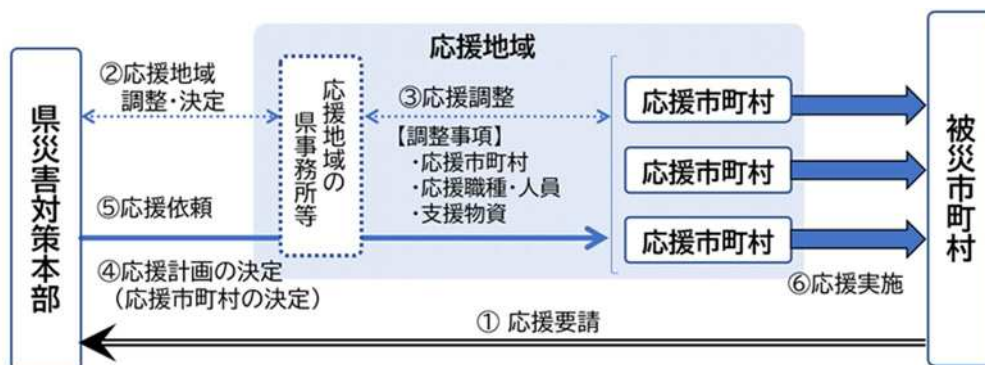 応援地域
県災害対策本部
②応援地域
調整・決定
応援地域の
県事務所等
③応援調整
【調整事項】
・応援市町村
・応援職種・人員
・支援物資
応援市町村
応援市町村
応援市町村
被災市町村
⑤応援依頼
④応援計画の決定
（応援市町村の決定）
⑥応援実施
① 応援要請